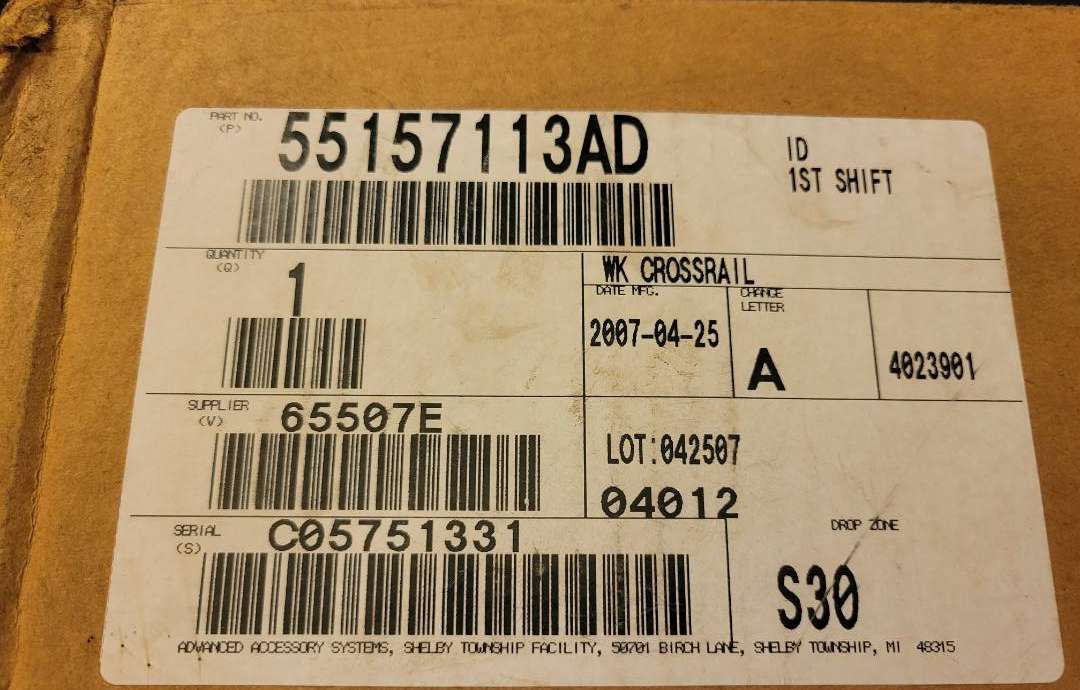 PART NO.
(P)
55157113AD
ID
1ST SHIFT
QUANTITY
(Q)
1
WK CROSSRAIL
DATE MFG.
2007-04-25
CHANGE
LETTER
A
4023901
SUPPLIER
(V)
65507E
LOT:042507
04012
SERIAL
(S)
C05751331
DROP ZONE
S30
ADVANCED ACCESSORY SYSTEMS, SHELBY TOWNSHIP FACILITY, 50701 BIRCH LANE, SHELBY TOWNSHIP, MI 48315